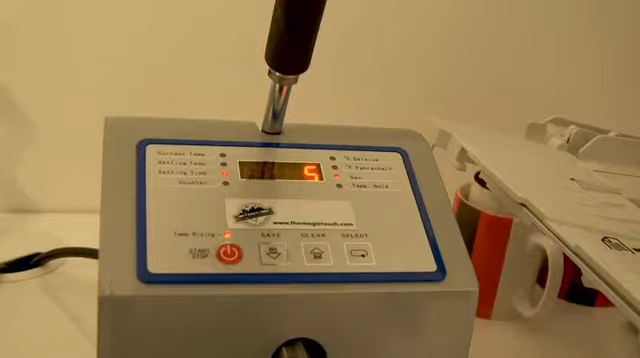 Current Temp.
Setting Temp.
Setting Time
Counter
5
°C Celsius
°F Fahrenheit
Sec
Temp. Hold
TheMagicTouch
www.themagictouch.com
Temp Rising
START
STOP
SAVE
CLEAR
SELECT